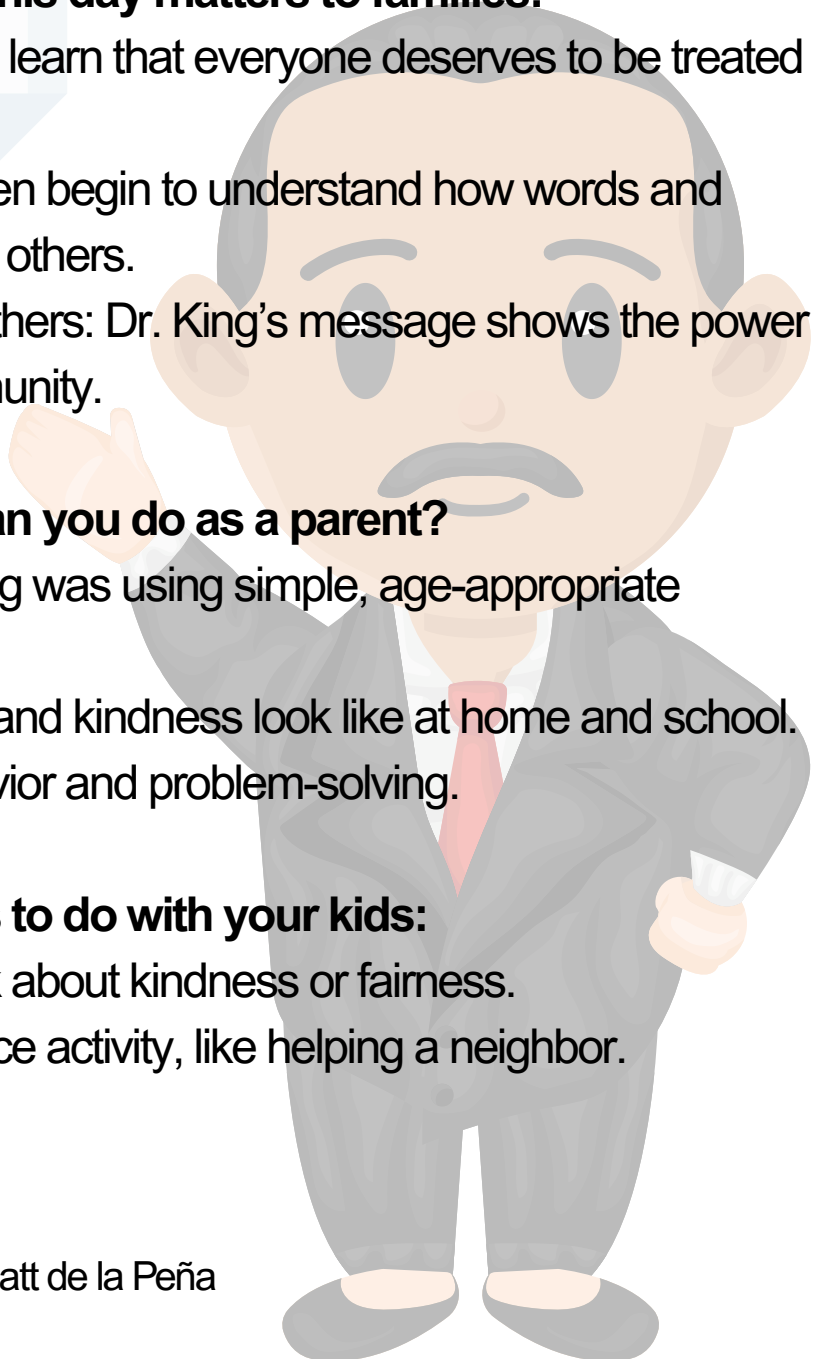 his day matters to families:
learn that everyone deserves to be treated
en begin to understand how words and
others.
thers: Dr. King’s message shows the power
unity.
an you do as a parent?
g was using simple, age-appropriate
and kindness look like at home and school.
vior and problem-solving.
s to do with your kids:
about kindness or fairness.
ce activity, like helping a neighbor.
att de la Peña